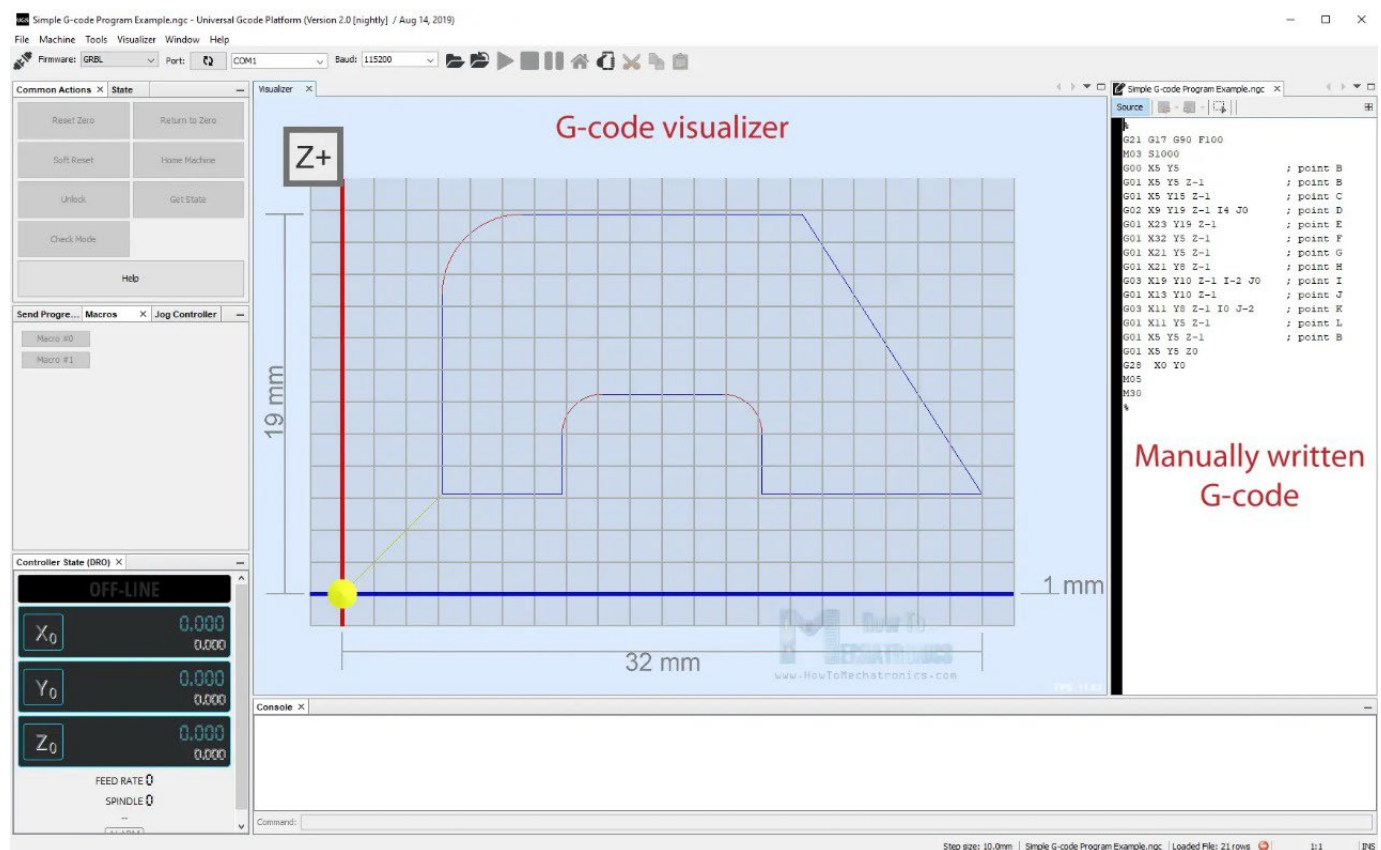 UGS Simple G-code Program Example.ngc - Universal Gcode Platform (Version 2.0 [nightly] / Aug 14, 2019)
File Machine Tools Visualizer Window Help
Firmware: GRBL Port: COM1 Baud: 115200
Common Actions × State
Reset Zero Return to Zero
Soft Reset Home Machine
Unlock Get State
Check Mode
Help
Send Progre... Macros × Jog Controller
Macro #0
Macro #1
Controller State (DRO) ×
OFF-LINE
X0 0.000
0.000
Y0 0.000
0.000
Z0 0.000
0.000
FEED RATE 0
SPINDLE 0
--
ALARM
Visualizer ×
G-code visualizer
Z+
19 mm
1 mm
32 mm
How To
MECHATRONICS
www.HowToMechatronics.com
Simple G-code Program Example.ngc ×
Source
%
G21 G17 G90 F100
M03 S1000
G00 X5 Y5 ; point B
G01 X5 Y5 Z-1 ; point B
G01 X5 Y15 Z-1 ; point C
G02 X9 Y19 Z-1 I4 J0 ; point D
G01 X23 Y19 Z-1 ; point E
G01 X32 Y5 Z-1 ; point F
G01 X21 Y5 Z-1 ; point G
G01 X21 Y8 Z-1 ; point H
G03 X19 Y10 Z-1 I-2 J0 ; point I
G01 X13 Y10 Z-1 ; point J
G03 X11 Y8 Z-1 I0 J-2 ; point K
G01 X11 Y5 Z-1 ; point L
G01 X5 Y5 Z-1 ; point B
G01 X5 Y5 Z0
G28 X0 Y0
M05
M30
%
Manually written
G-code
Console ×
Command:
Step size: 10.0mm Simple G-code Program Example.ngc Loaded File: 21 rows 1:1 INS